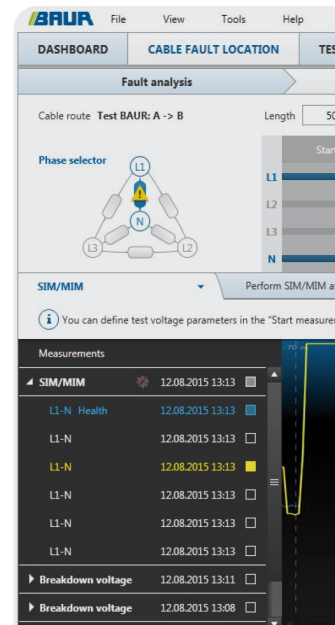 BAUR File View Tools Help
DASHBOARD CABLE FAULT LOCATION
Fault analysis
Cable route Test BAUR: A -> B Length
Phase selector
L1
N
L3 L2
L1
L2
L3
N
SIM/MIM Perform SIM/MIM
i You can define test voltage parameters in the "Start
Measurements
SIM/MIM 12.08.2015 13:13
L1-N Health 12.08.2015 13:13
L1-N 12.08.2015 13:13
L1-N 12.08.2015 13:13
L1-N 12.08.2015 13:13
L1-N 12.08.2015 13:13
L1-N 12.08.2015 13:13
Breakdown voltage 12.08.2015 13:11
Breakdown voltage 12.08.2015 13:08